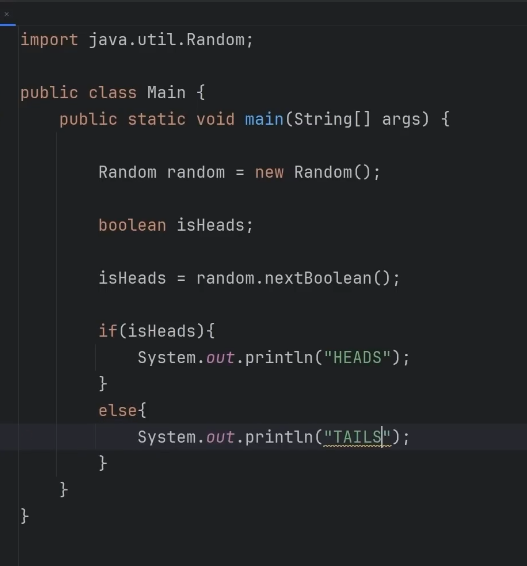 import java.util.Random;
public class Main {
    public static void main(String[] args) {
        Random random = new Random();
        boolean isHeads;
        isHeads = random.nextBoolean();
        if(isHeads){
            System.out.println("HEADS");
        }
        else{
            System.out.println("TAILS");
        }
    }
}